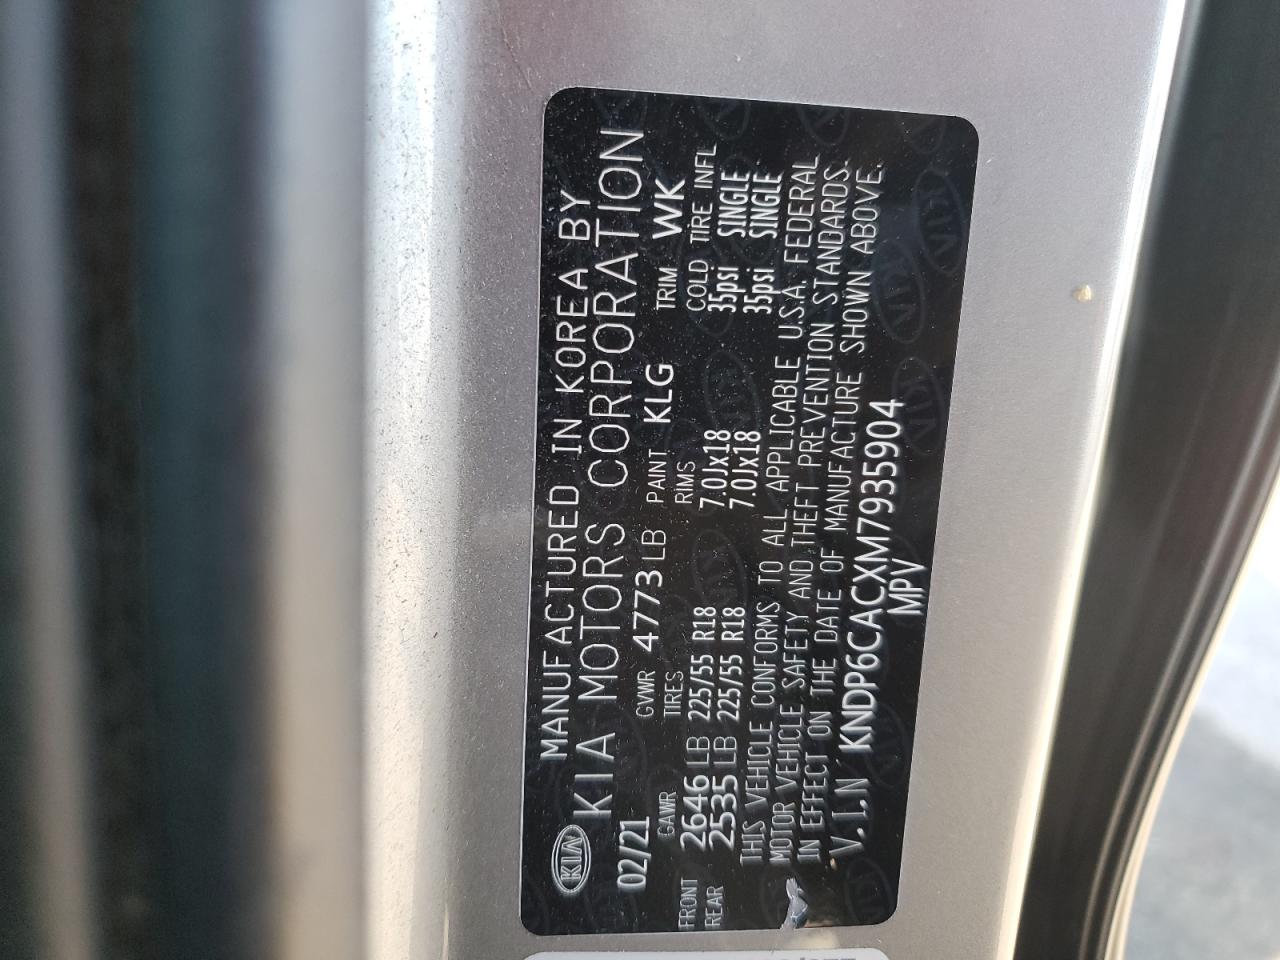 MANUFACTURED IN KOREA BY
KIA KIA MOTORS CORPORATION
02/21 GVWR 4773 LB PAINT KLG TRIM WK
GAWR TIRES RIMS COLD TIRE INFL
FRONT 2646 LB 225/55 R18 7.0Jx18 35psi SINGLE
REAR 2535 LB 225/55 R18 7.0Jx18 35psi SINGLE
THIS VEHICLE CONFORMS TO ALL APPLICABLE U.S.A. FEDERAL
MOTOR VEHICLE SAFETY AND THEFT PREVENTION STANDARDS
IN EFFECT ON THE DATE OF MANUFACTURE SHOWN ABOVE.
V.I.N KNDP6CACXM7935904
MPV